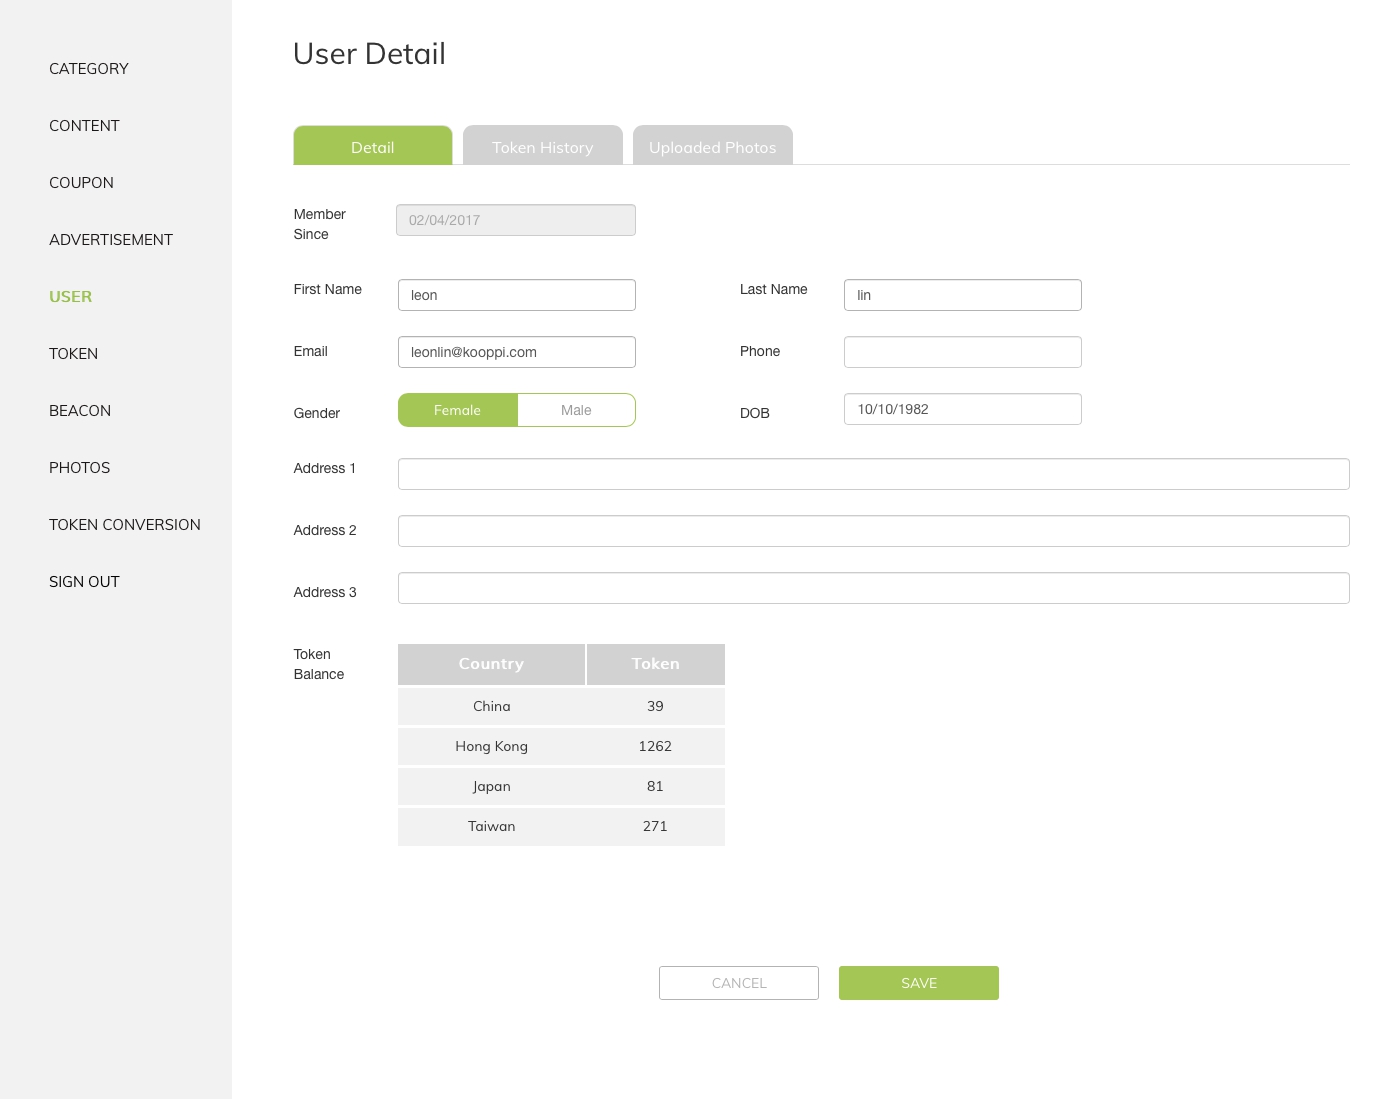 User Detail
CATEGORY
CONTENT
COUPON
ADVERTISEMENT
USER
TOKEN
BEACON
PHOTOS
TOKEN CONVERSION
SIGN OUT
Detail Token History Uploaded Photos
Member
Since
02/04/2017
First Name leon Last Name lin
Email leonlin@kooppi.com Phone
Gender Female Male DOB 10/10/1982
Address 1
Address 2
Address 3
Token
Balance
Country Token
China 39
Hong Kong 1262
Japan 81
Taiwan 271
CANCEL SAVE